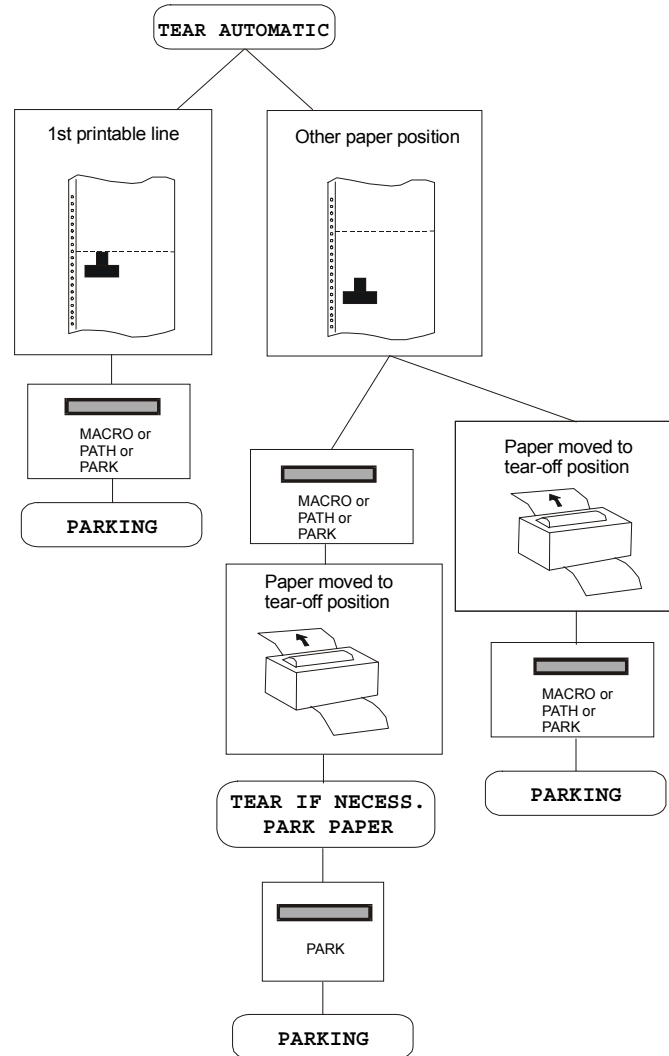 TEAR AUTOMATIC
1st printable line
Other paper position
MACRO or
PATH or
PARK
PARKING
MACRO or
PATH or
PARK
Paper moved to
tear-off position
TEAR IF NECESS.
PARK PAPER
PARK
PARKING
Paper moved to
tear-off position
MACRO or
PATH or
PARK
PARKING